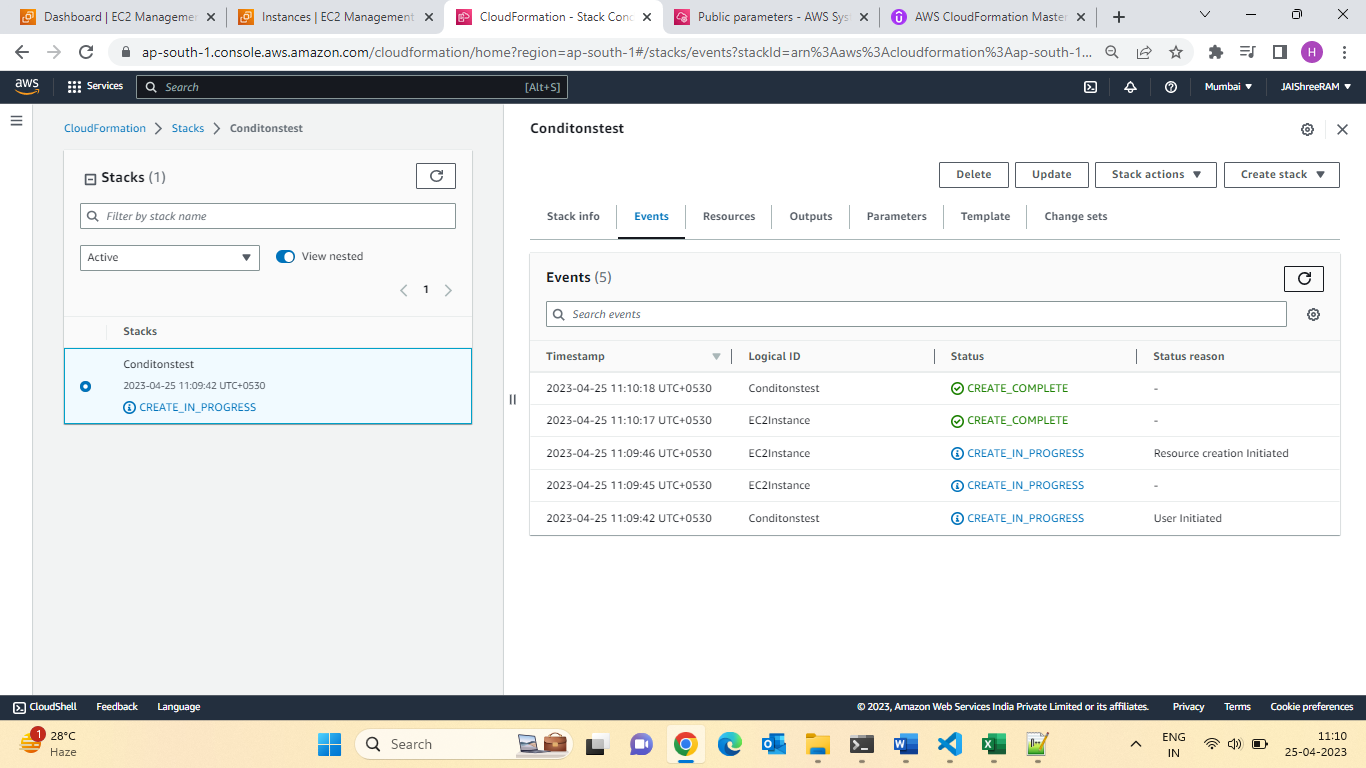 Dashboard | EC2 Managemen
Instances | EC2 Management
CloudFormation - Stack Conc
Public parameters - AWS Sys
AWS CloudFormation Master
ap-south-1.console.aws.amazon.com/cloudformation/home?region=ap-south-1#/stacks/events?stackId=arn%3Aaws%3Acloudformation%3Aap-south-1...
H
aws
Services
Search
[Alt+S]
Mumbai
JAIShreeRAM
CloudFormation
Stacks
Conditonstest
Stacks (1)
Filter by stack name
Active
View nested
1
Stacks
Conditonstest
2023-04-25 11:09:42 UTC+0530
CREATE_IN_PROGRESS
Conditonstest
Delete
Update
Stack actions
Create stack
Stack info
Events
Resources
Outputs
Parameters
Template
Change sets
Events (5)
Search events
Timestamp Logical ID Status Status reason
2023-04-25 11:10:18 UTC+0530 Conditonstest CREATE_COMPLETE -
2023-04-25 11:10:17 UTC+0530 EC2Instance CREATE_COMPLETE -
2023-04-25 11:09:46 UTC+0530 EC2Instance CREATE_IN_PROGRESS Resource creation Initiated
2023-04-25 11:09:45 UTC+0530 EC2Instance CREATE_IN_PROGRESS -
2023-04-25 11:09:42 UTC+0530 Conditonstest CREATE_IN_PROGRESS User Initiated
CloudShell
Feedback
Language
© 2023, Amazon Web Services India Private Limited or its affiliates.
Privacy
Terms
Cookie preferences
1
28°C
Haze
Search
ENG
IN
11:10
25-04-2023